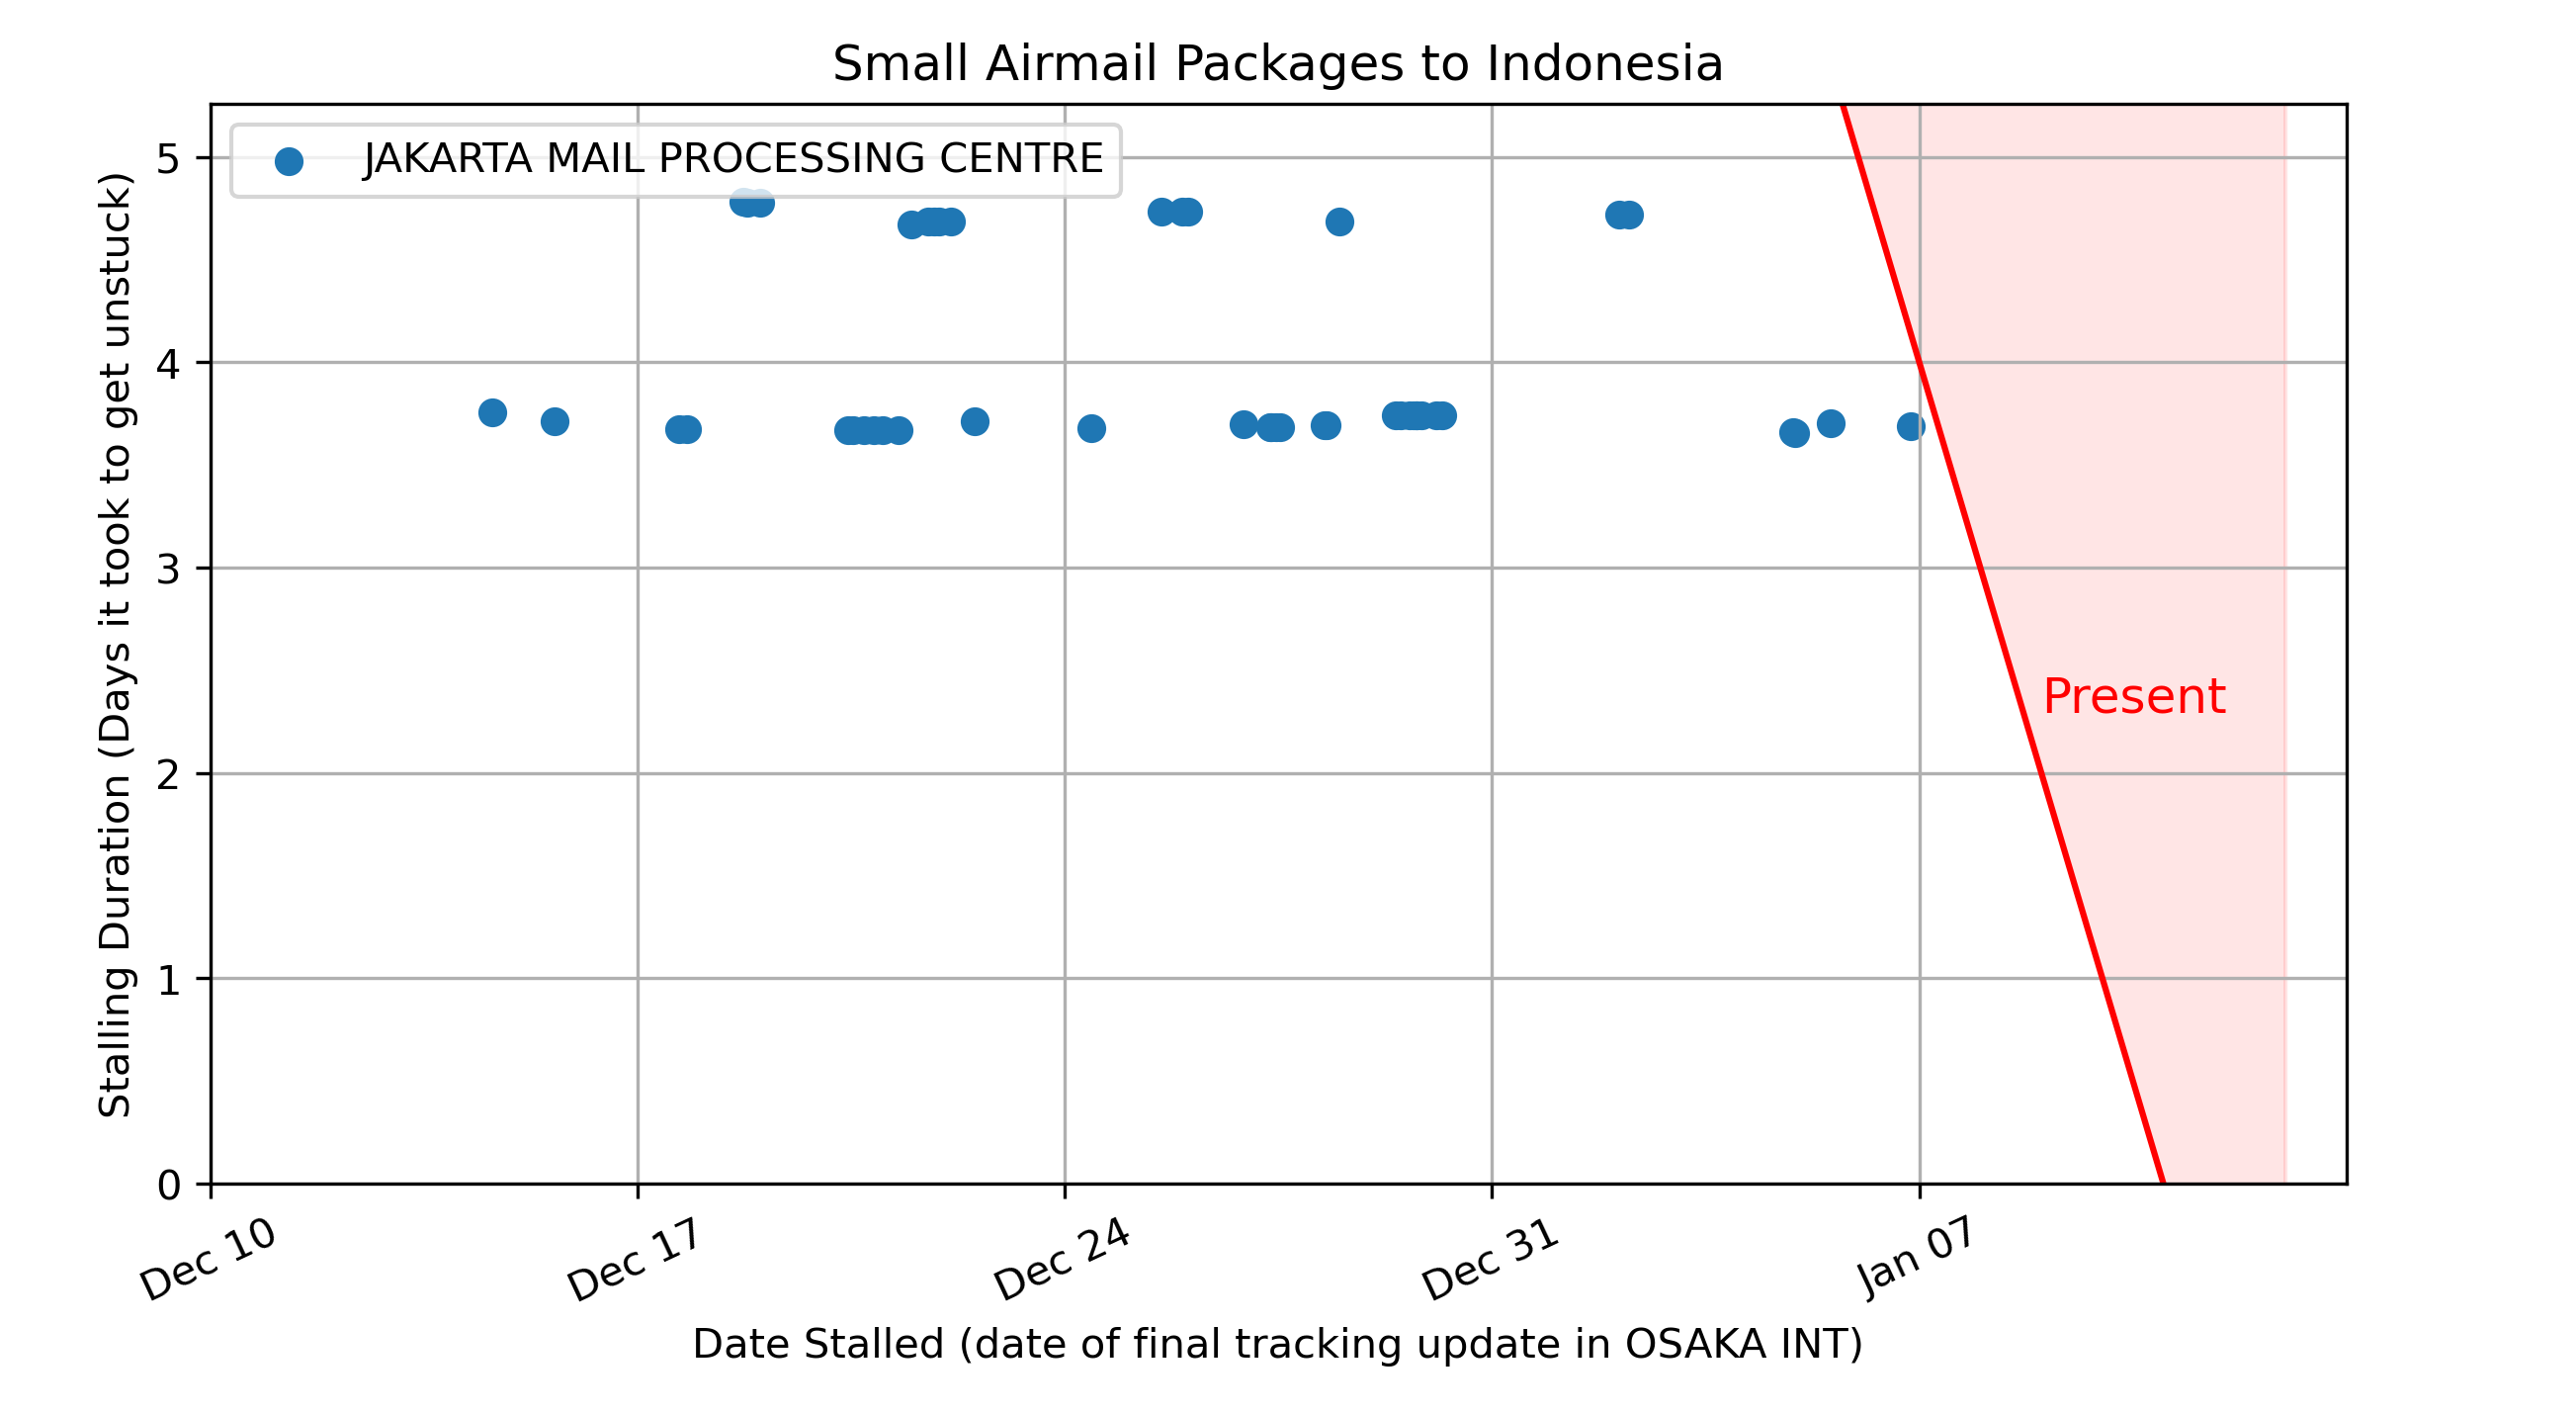 Small Airmail Packages to Indonesia
JAKARTA MAIL PROCESSING CENTRE
Stalling Duration (Days it took to get unstuck)
5
4
3
2
1
0
Present
Dec 10
Dec 17
Dec 24
Dec 31
Jan 07
Date Stalled (date of final tracking update in OSAKA INT)